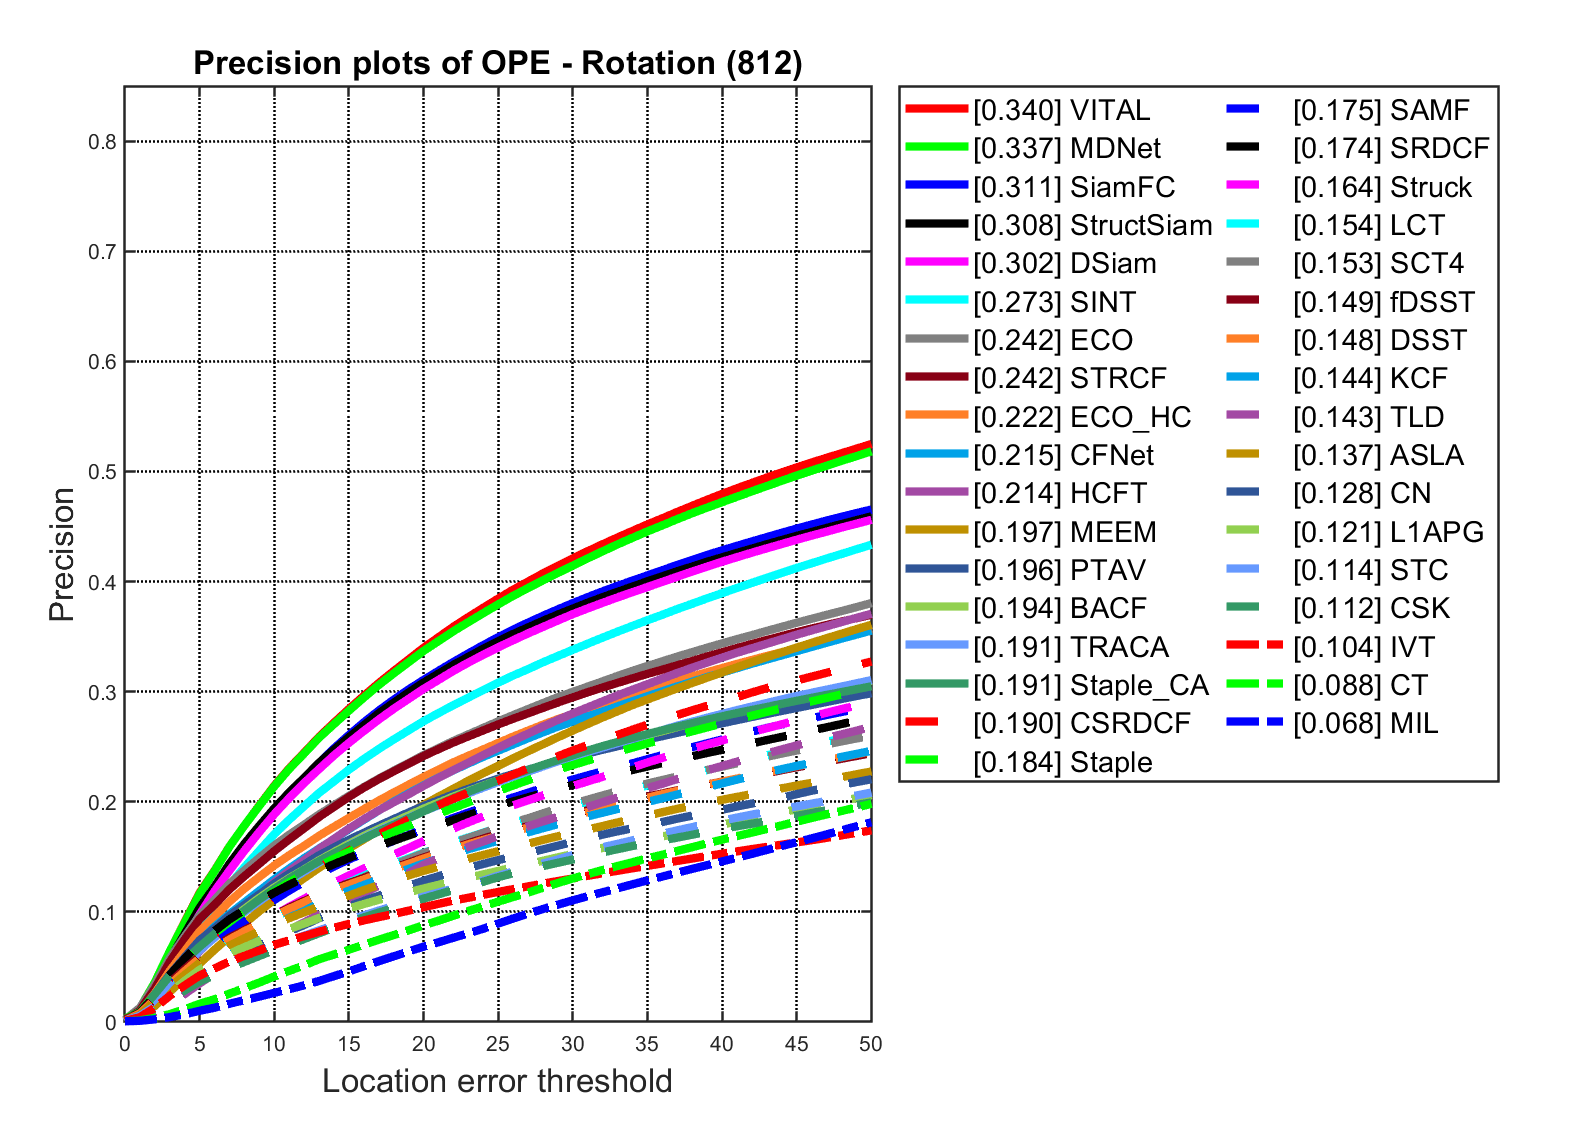 Precision plots of OPE - Rotation (812)
0.8
0.7
0.6
0.5
0.4
0.3
0.2
0.1
0
0 5 10 15 20 25 30 35 40 45 50
Precision
Location error threshold
[0.340] VITAL
[0.337] MDNet
[0.311] SiamFC
[0.308] StructSiam
[0.302] DSiam
[0.273] SINT
[0.242] ECO
[0.242] STRCF
[0.222] ECO_HC
[0.215] CFNet
[0.214] HCFT
[0.197] MEEM
[0.196] PTAV
[0.194] BACF
[0.191] TRACA
[0.191] Staple_CA
[0.190] CSRDCF
[0.184] Staple
[0.175] SAMF
[0.174] SRDCF
[0.164] Struck
[0.154] LCT
[0.153] SCT4
[0.149] fDSST
[0.148] DSST
[0.144] KCF
[0.143] TLD
[0.137] ASLA
[0.128] CN
[0.121] L1APG
[0.114] STC
[0.112] CSK
[0.104] IVT
[0.088] CT
[0.068] MIL